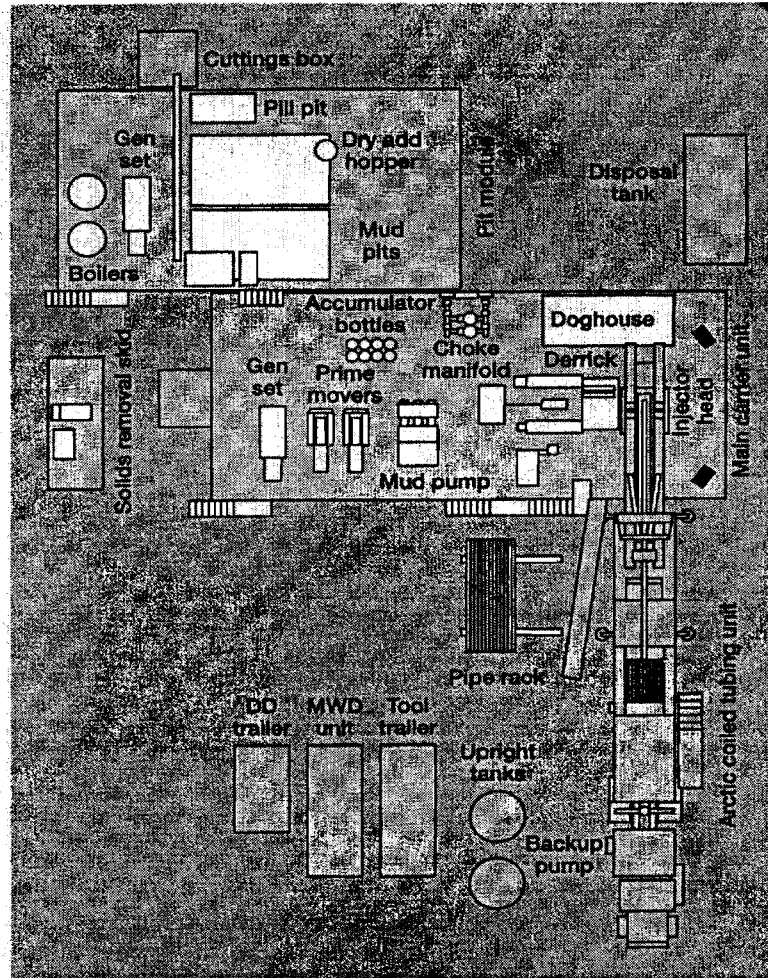 Cuttings box
Pill pit
Gen
set
Dry add
hopper
Pit module
Disposal
tank
Mud
pits
Boilers
Accumulator
bottles
Doghouse
Choke
manifold
Derrick
Gen
set
Prime
movers
Injector
head
Main carrier unit
Solids removal skid
Mud pump
Pipe rack
Arctic coiled tubing unit
DD
trailer
MWD
unit
Tool
trailer
Upright
tanks
Backup
pump